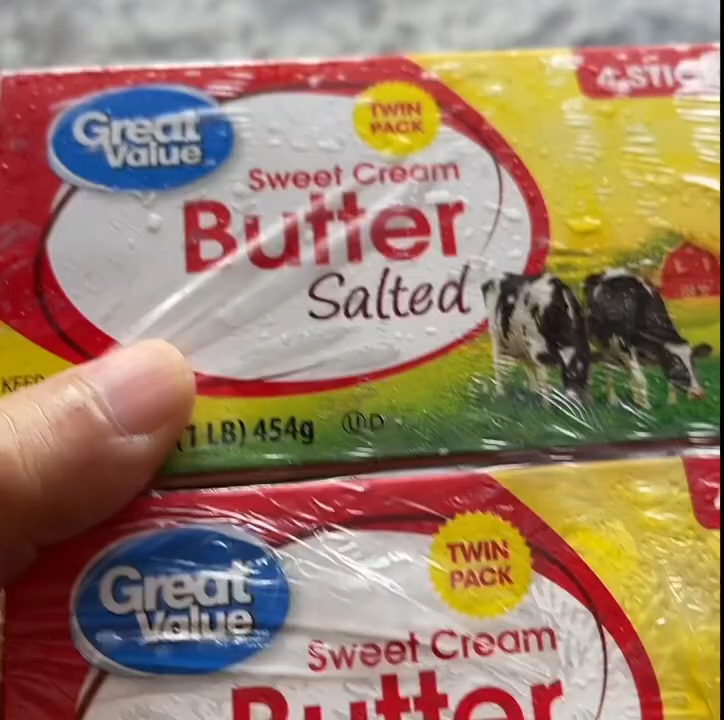 4 STIC
Great
Value
TWIN
PACK
Sweet Cream
Butter
Salted
KEEP
(1 LB) 454g
U D
Great
Value
TWIN
PACK
Sweet Cream
Butter